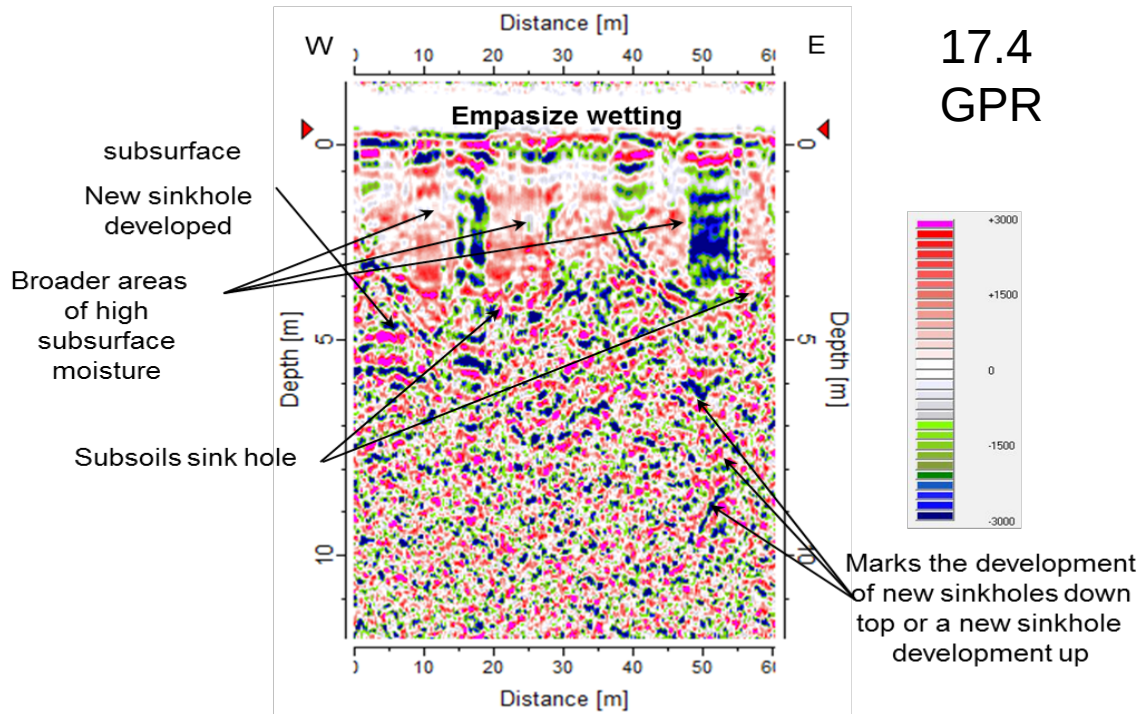 Distance [m]
W
E
0 10 20 30 40 50 60
17.4
GPR
Empasize wetting
0
0
subsurface
New sinkhole
developed
Broader areas
of high
subsurface
moisture
Depth [m]
5
5
Depth [m]
Subsoils sink hole
10
10
+3000
+1500
0
-1500
-3000
Marks the development
of new sinkholes down
top or a new sinkhole
development up
0 10 20 30 40 50 60
Distance [m]